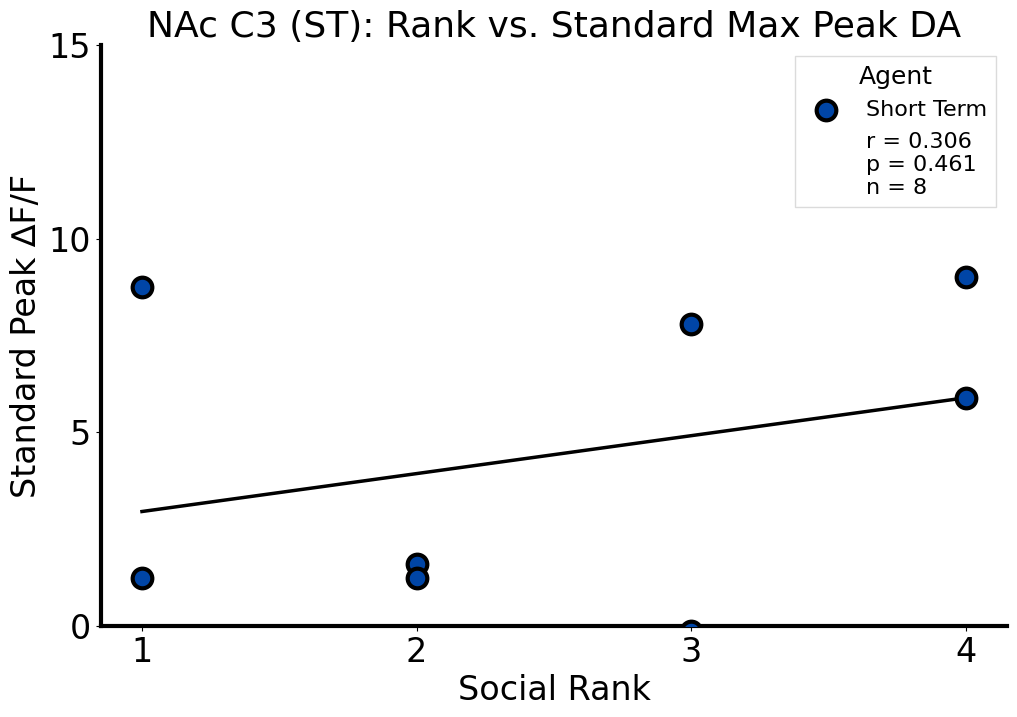 NAc C3 (ST): Rank vs. Standard Max Peak DA
15
10
5
0
Standard Peak ΔF/F
Agent
Short Term
r = 0.306
p = 0.461
n = 8
1 2 3 4
Social Rank